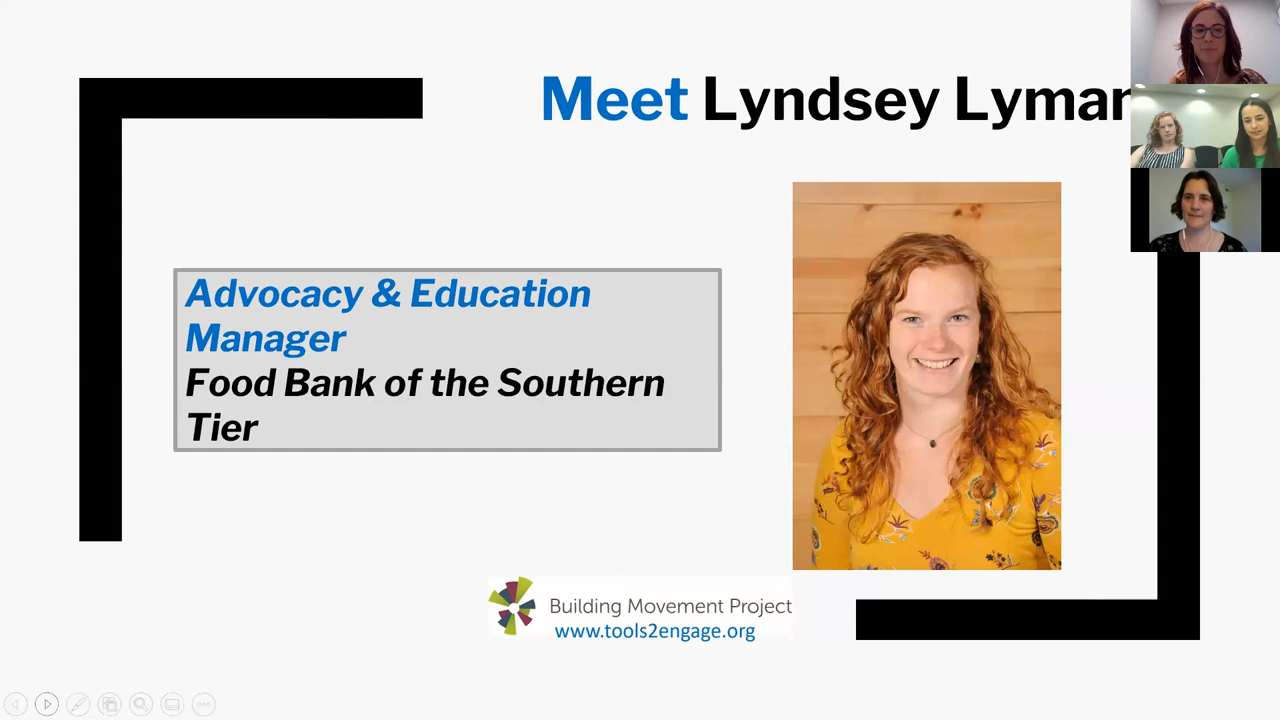 Meet Lyndsey Lyman
Advocacy & Education
Manager
Food Bank of the Southern
Tier
Building Movement Project
www.tools2engage.org